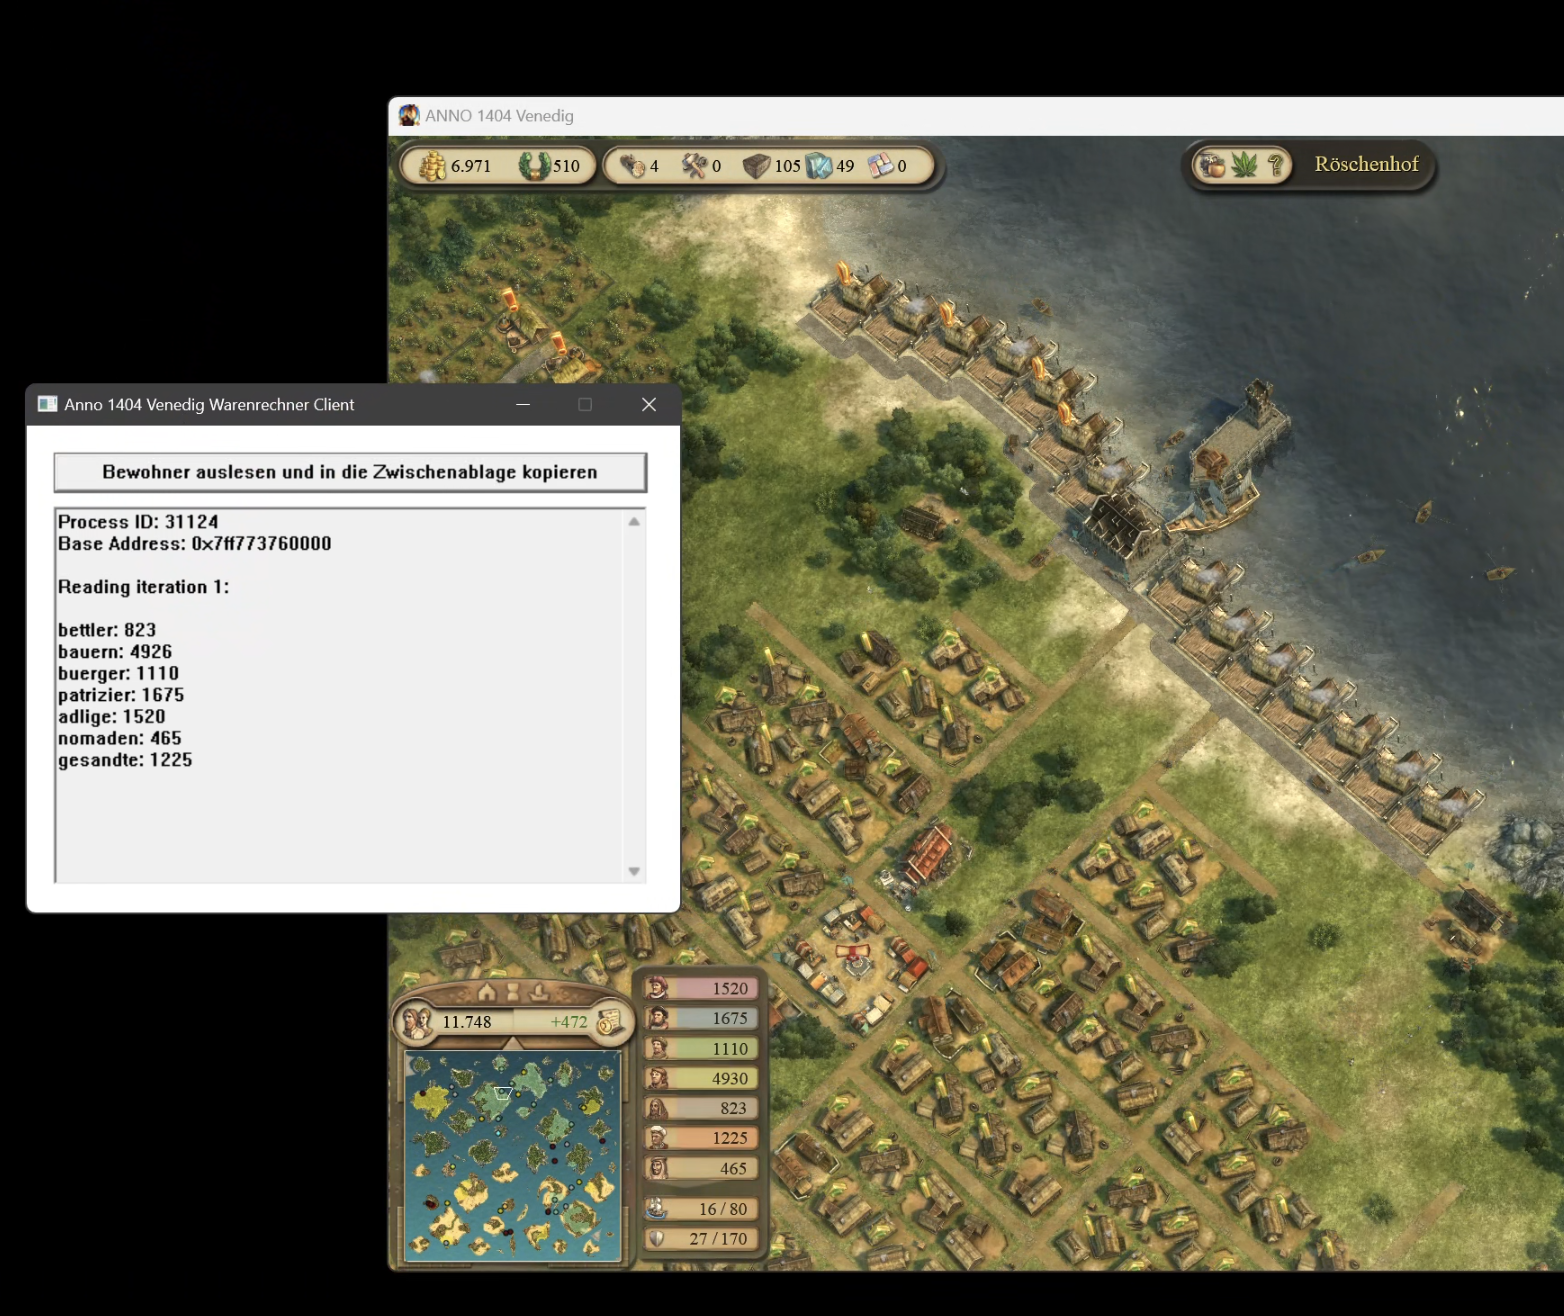 ANNO 1404 Venedig
6.971
510
4
0
105
49
0
?
Röschenhof
Anno 1404 Venedig Warenrechner Client
Bewohner auslesen und in die Zwischenablage kopieren
Process ID: 31124
Base Address: 0x7ff773760000
Reading iteration 1:
bettler: 823
bauern: 4926
buerger: 1110
patrizier: 1675
adlige: 1520
nomaden: 465
gesandte: 1225
11.748
+472
1520
1675
1110
4930
823
1225
465
16 / 80
27 / 170